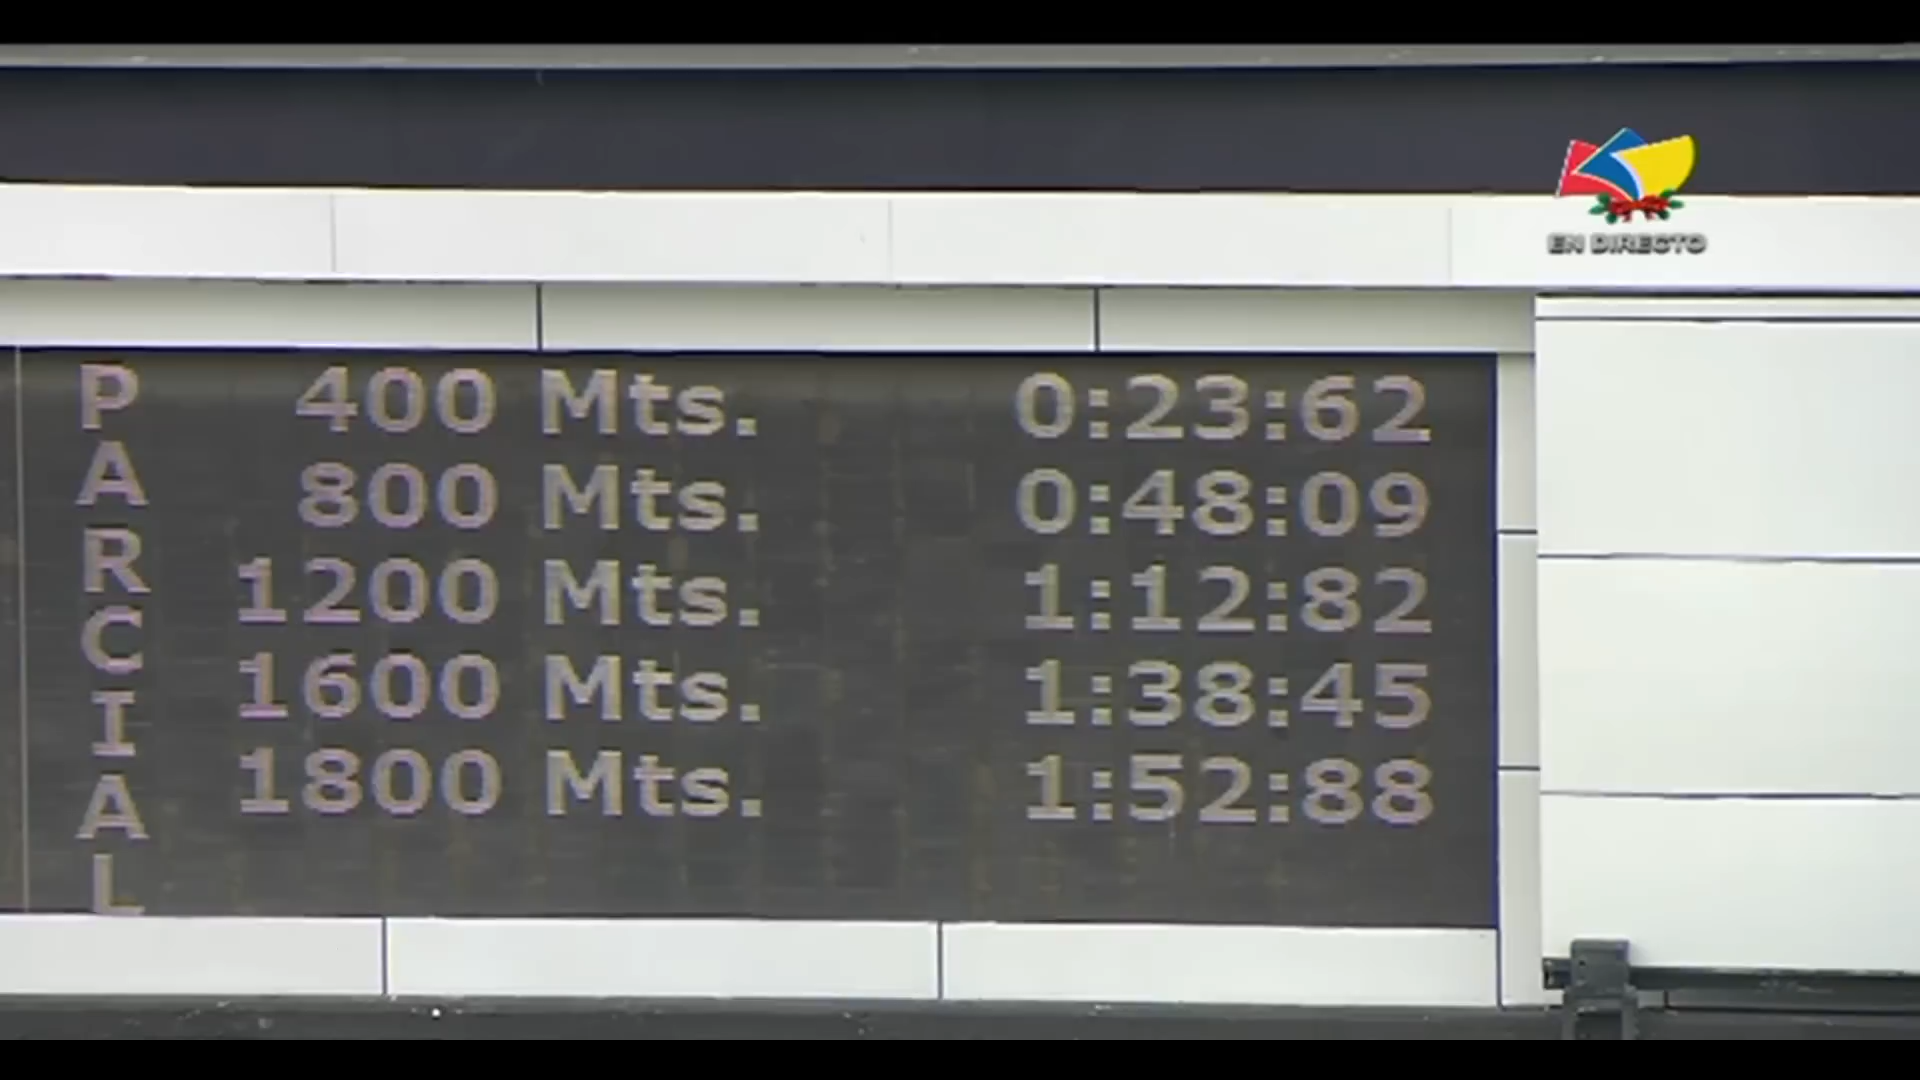 EN DIRECTO
PARCIAL
400 Mts. 0:23:62
800 Mts. 0:48:09
1200 Mts. 1:12:82
1600 Mts. 1:38:45
1800 Mts. 1:52:88